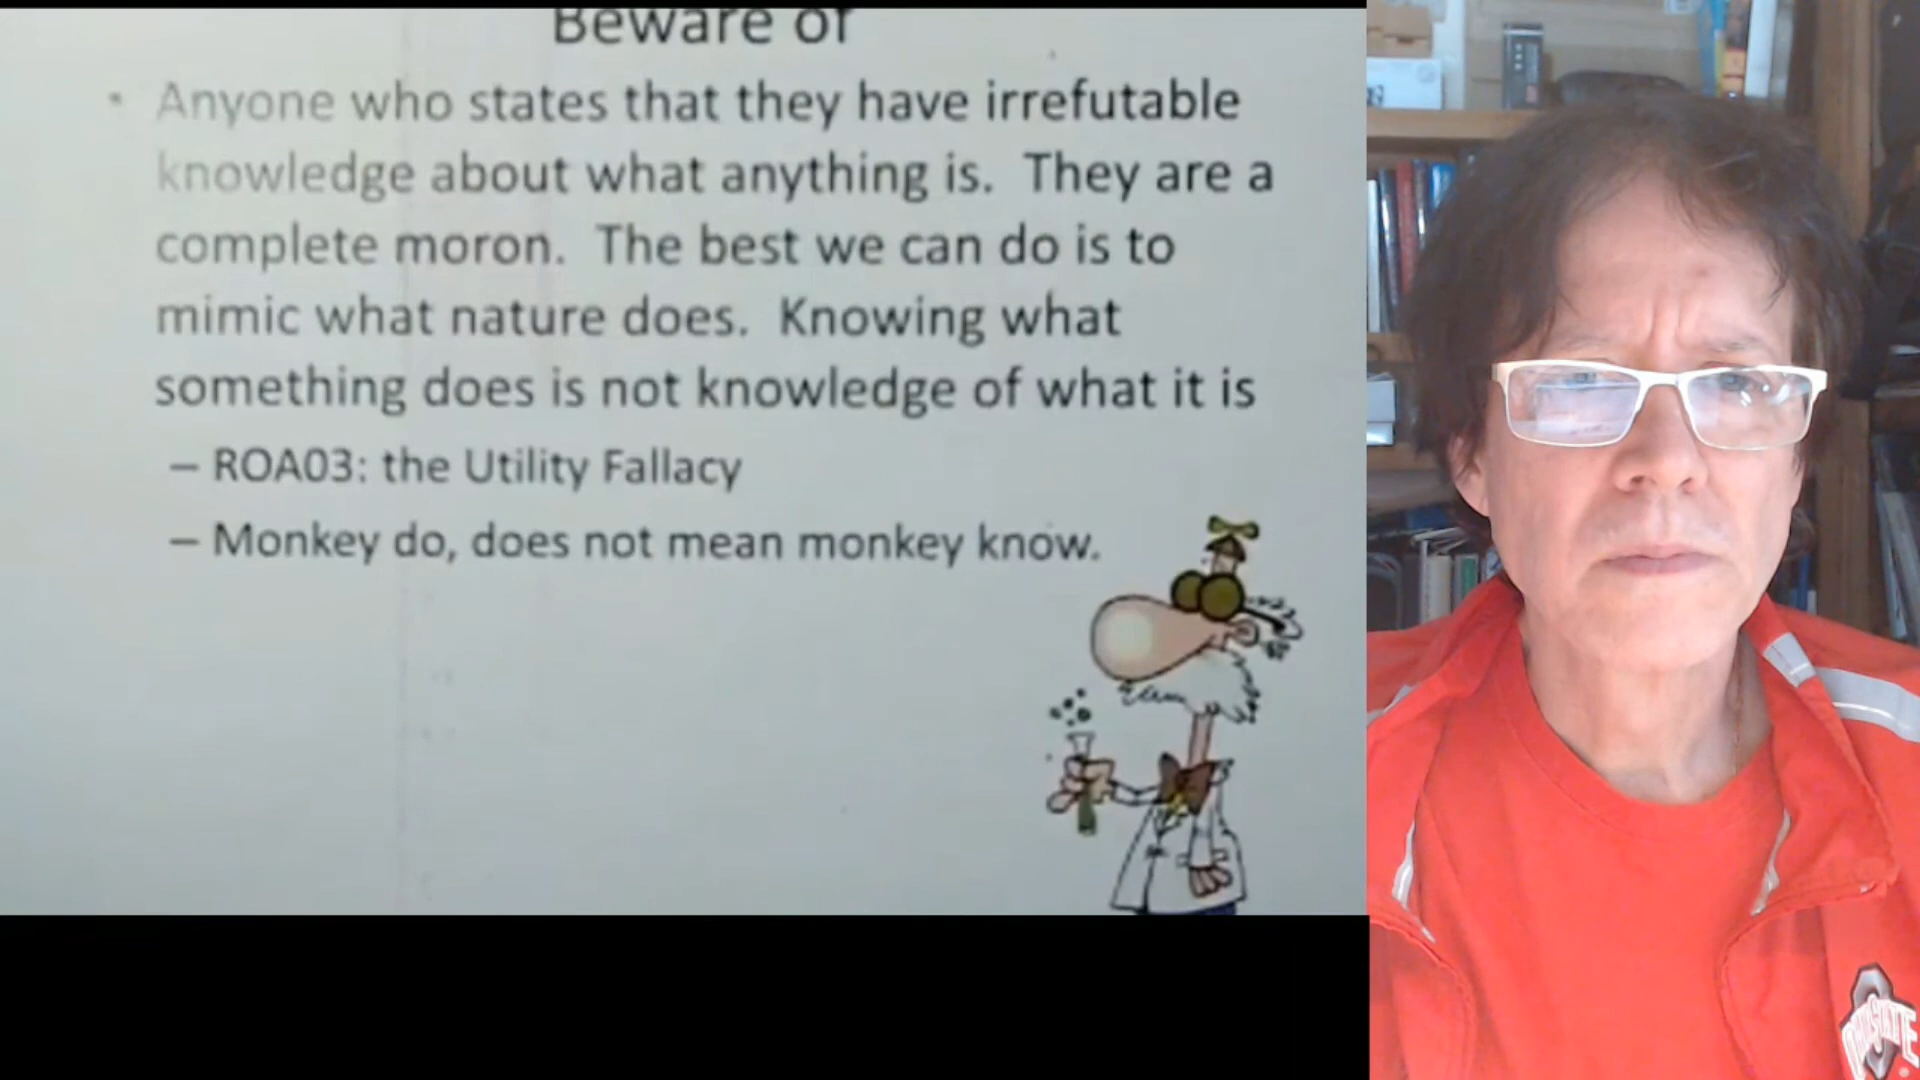 Beware of
• Anyone who states that they have irrefutable
knowledge about what anything is. They are a
complete moron. The best we can do is to
mimic what nature does. Knowing what
something does is not knowledge of what it is
– ROA03: the Utility Fallacy
– Monkey do, does not mean monkey know.
OHIO STATE